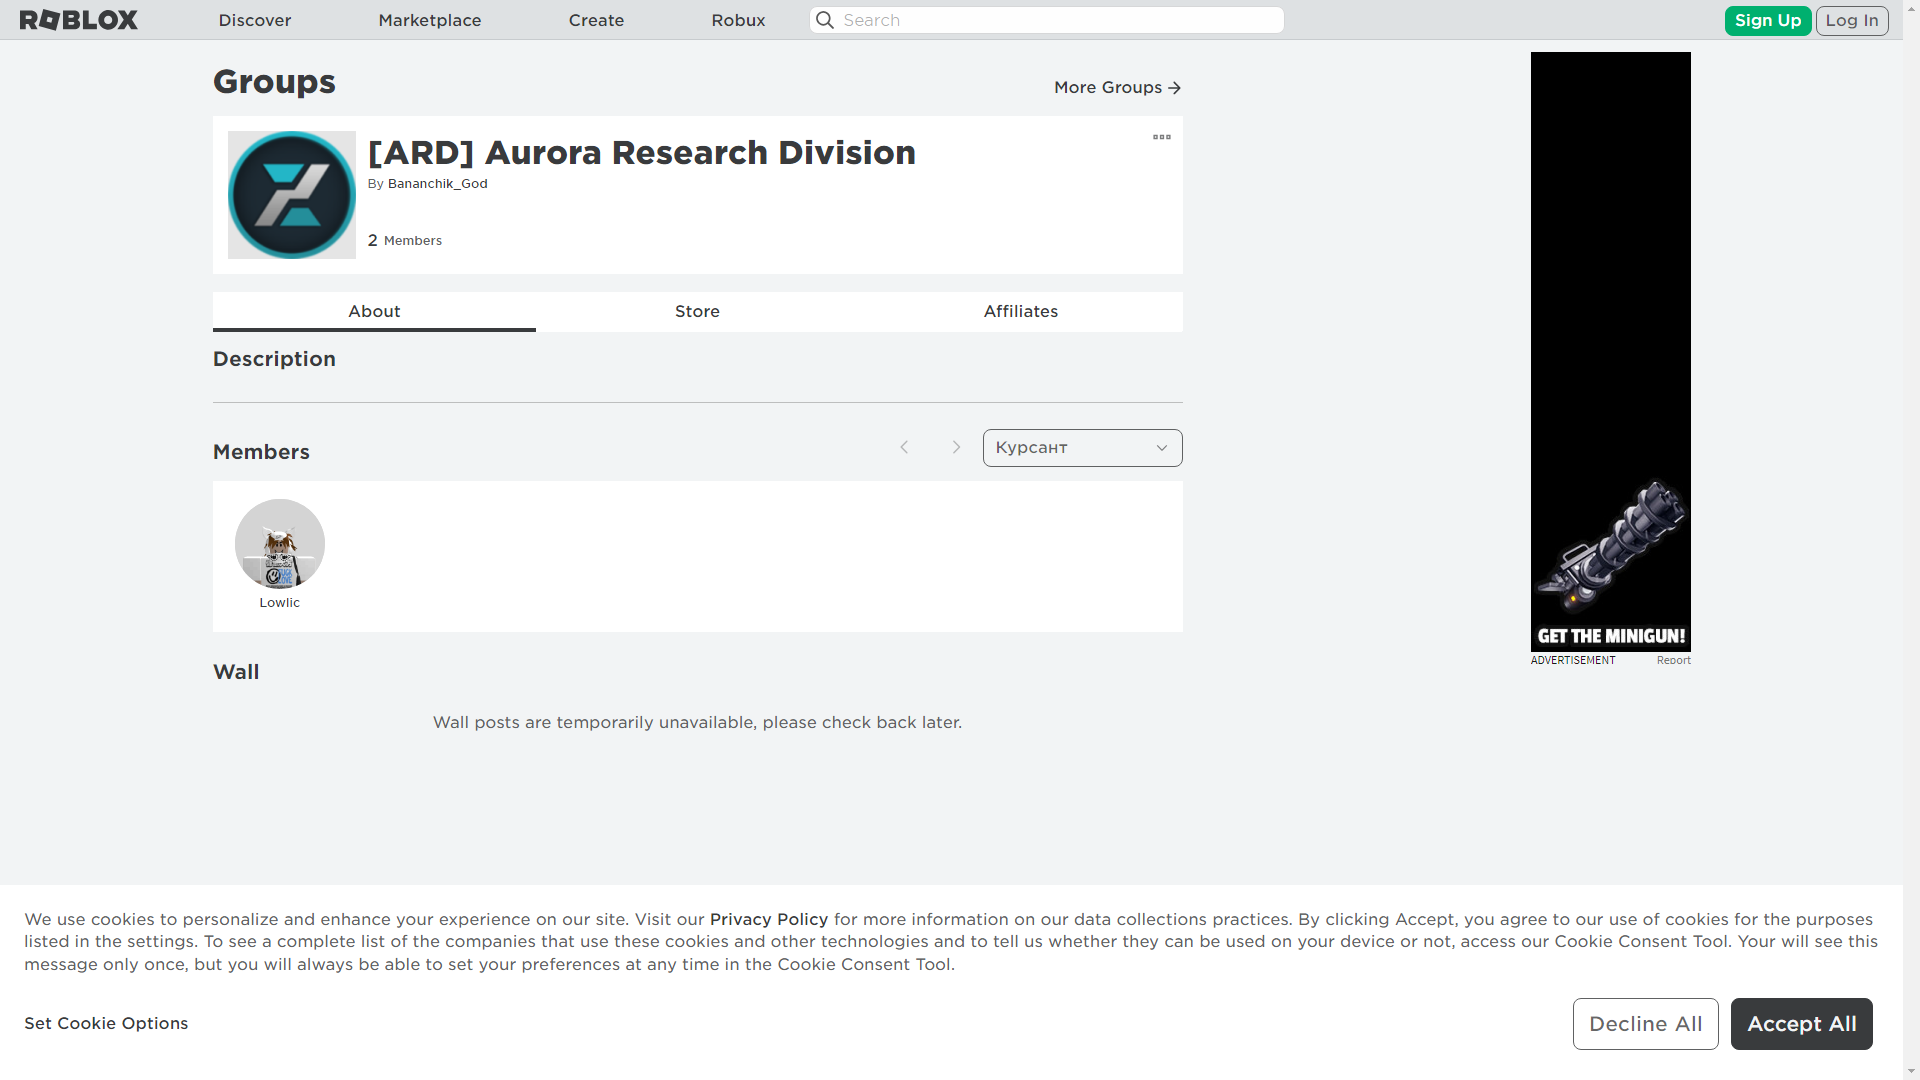 ROBLOX
Discover
Marketplace
Create
Robux
Search
Sign Up
Log In
Groups
More Groups
[ARD] Aurora Research Division
By Bananchik_God
2 Members
About
Store
Affiliates
Description
Members
Курсант
Lowlic
Wall
Wall posts are temporarily unavailable, please check back later.
GET THE MINIGUN!
ADVERTISEMENT
Report
We use cookies to personalize and enhance your experience on our site. Visit our Privacy Policy for more information on our data collections practices. By clicking Accept, you agree to our use of cookies for the purposes
listed in the settings. To see a complete list of the companies that use these cookies and other technologies and to tell us whether they can be used on your device or not, access our Cookie Consent Tool. Your will see this
message only once, but you will always be able to set your preferences at any time in the Cookie Consent Tool.
Set Cookie Options
Decline All
Accept All